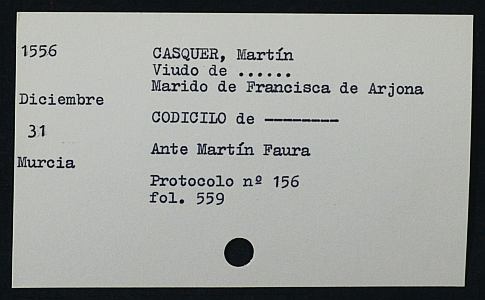 1556
CASQUER, Martín
Viudo de ......
Marido de Francisca de Arjona
Diciembre
CODICILO de --------
31
Ante Martín Faura
Murcia
Protocolo nº 156
fol. 559